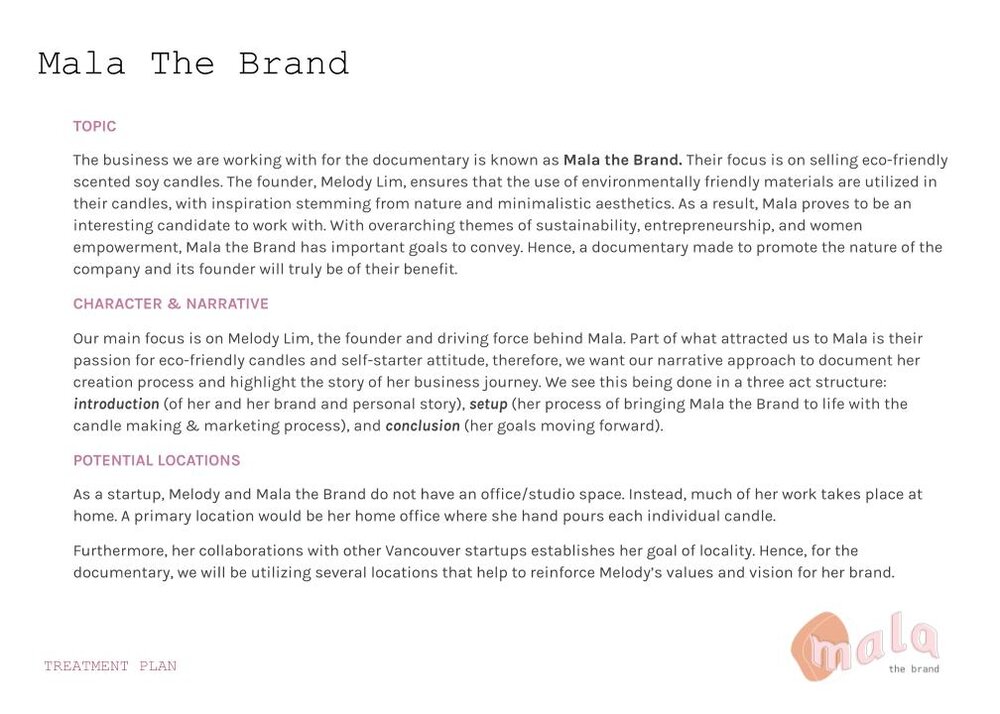 Mala The Brand
TOPIC
The business we are working with for the documentary is known as Mala the Brand. Their focus is on selling eco-friendly
scented soy candles. The founder, Melody Lim, ensures that the use of environmentally friendly materials are utilized in
their candles, with inspiration stemming from nature and minimalistic aesthetics. As a result, Mala proves to be an
interesting candidate to work with. With overarching themes of sustainability, entrepreneurship, and women
empowerment, Mala the Brand has important goals to convey. Hence, a documentary made to promote the nature of the
company and its founder will truly be of their benefit.
CHARACTER & NARRATIVE
Our main focus is on Melody Lim, the founder and driving force behind Mala. Part of what attracted us to Mala is their
passion for eco-friendly candles and self-starter attitude, therefore, we want our narrative approach to document her
creation process and highlight the story of her business journey. We see this being done in a three act structure:
introduction (of her and her brand and personal story), setup (her process of bringing Mala the Brand to life with the
candle making & marketing process), and conclusion (her goals moving forward).
POTENTIAL LOCATIONS
As a startup, Melody and Mala the Brand do not have an office/studio space. Instead, much of her work takes place at
home. A primary location would be her home office where she hand pours each individual candle.
Furthermore, her collaborations with other Vancouver startups establishes her goal of locality. Hence, for the
documentary, we will be utilizing several locations that help to reinforce Melody's values and vision for her brand.
TREATMENT PLAN
mala
the brand